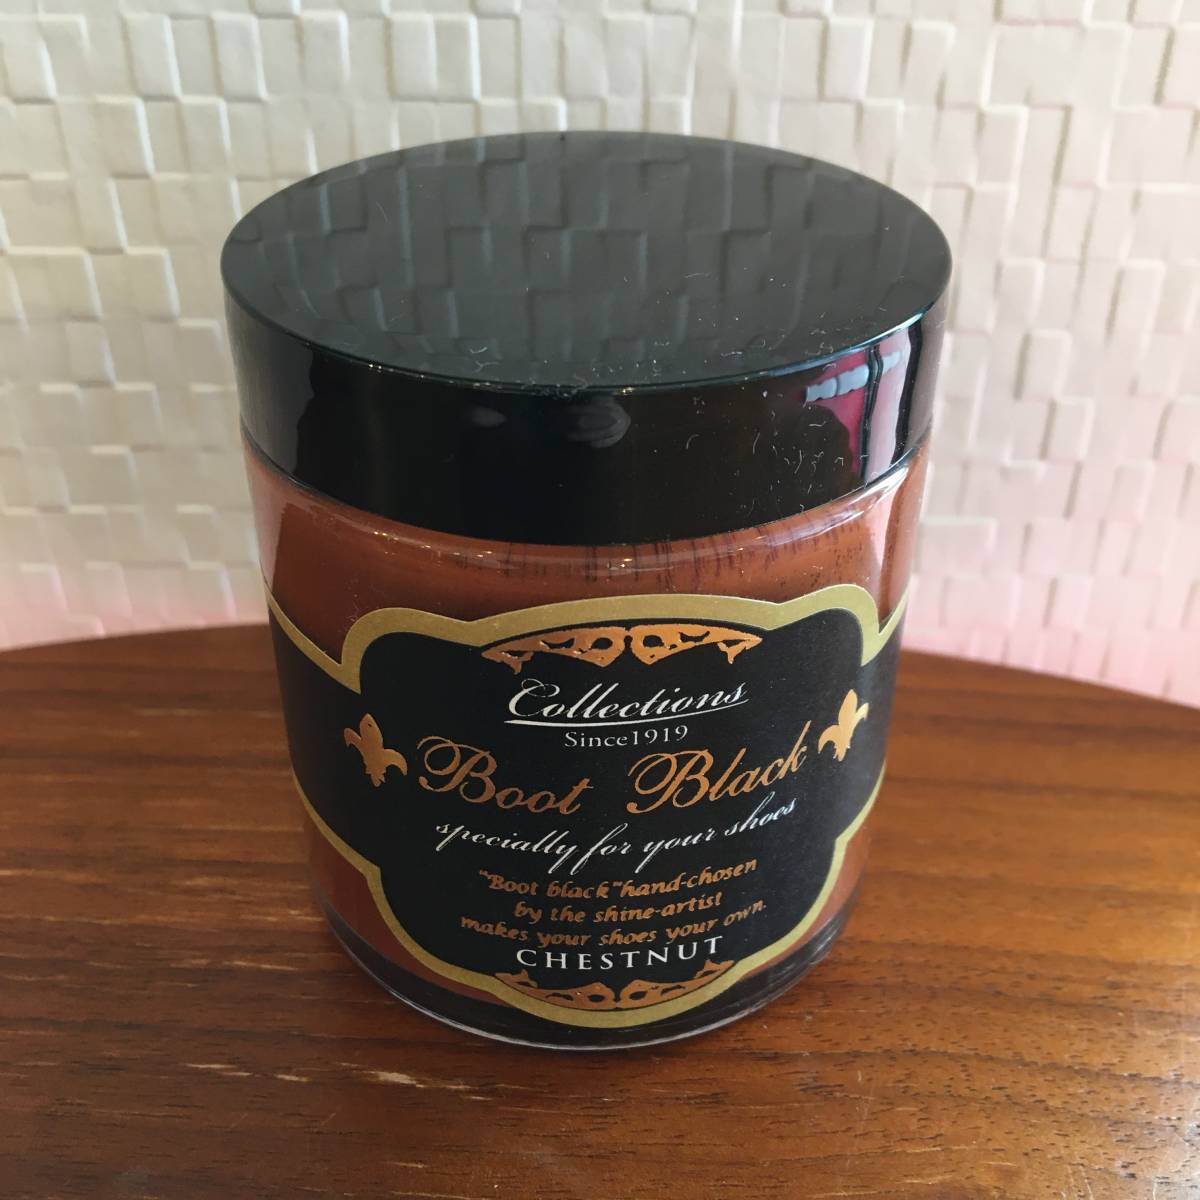 Collections
Since1919
Boot Black
specially for your shoes
"Boot black"hand-chosen
by the shine-artist
makes your shoes your own.
CHESTNUT